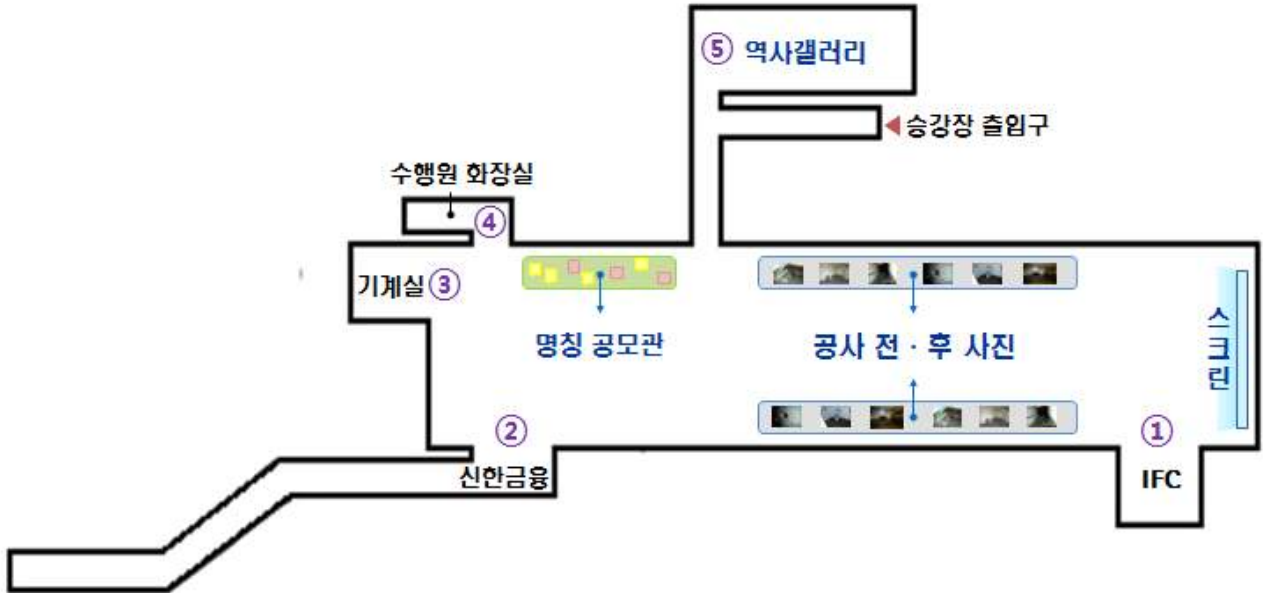 ⑤ 역사갤러리
승강장 출입구
수행원 화장실
④
기계실 ③
명칭 공모관
공사 전 · 후 사진
스크린
②
신한금융
①
IFC